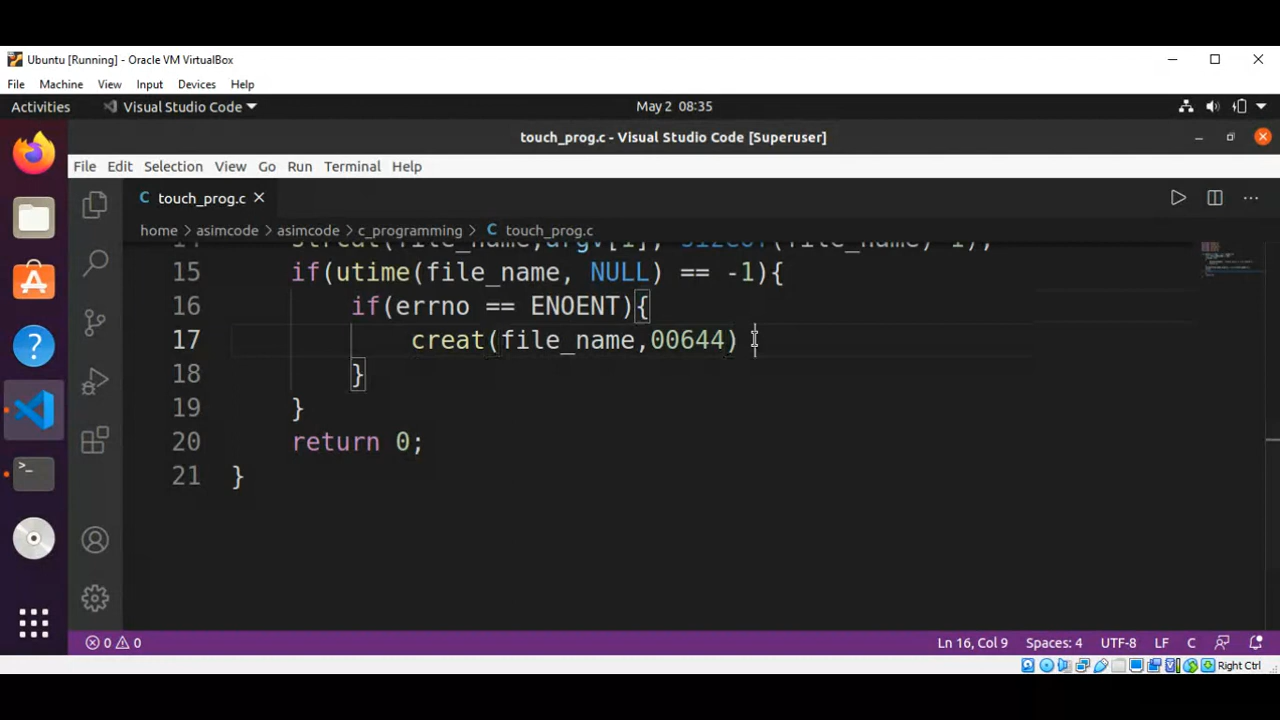 Ubuntu [Running] - Oracle VM VirtualBox
File Machine View Input Devices Help
Activities Visual Studio Code May 2 08:35
touch_prog.c - Visual Studio Code [Superuser]
File Edit Selection View Go Run Terminal Help
C touch_prog.c
home > asimcode > asimcode > c_programming > C touch_prog.c
15 if(utime(file_name, NULL) == -1){
16 if(errno == ENOENT){
17 creat(file_name,00644)
18 }
19 }
20 return 0;
21 }
0 0 Ln 16, Col 9 Spaces: 4 UTF-8 LF C
Right Ctrl